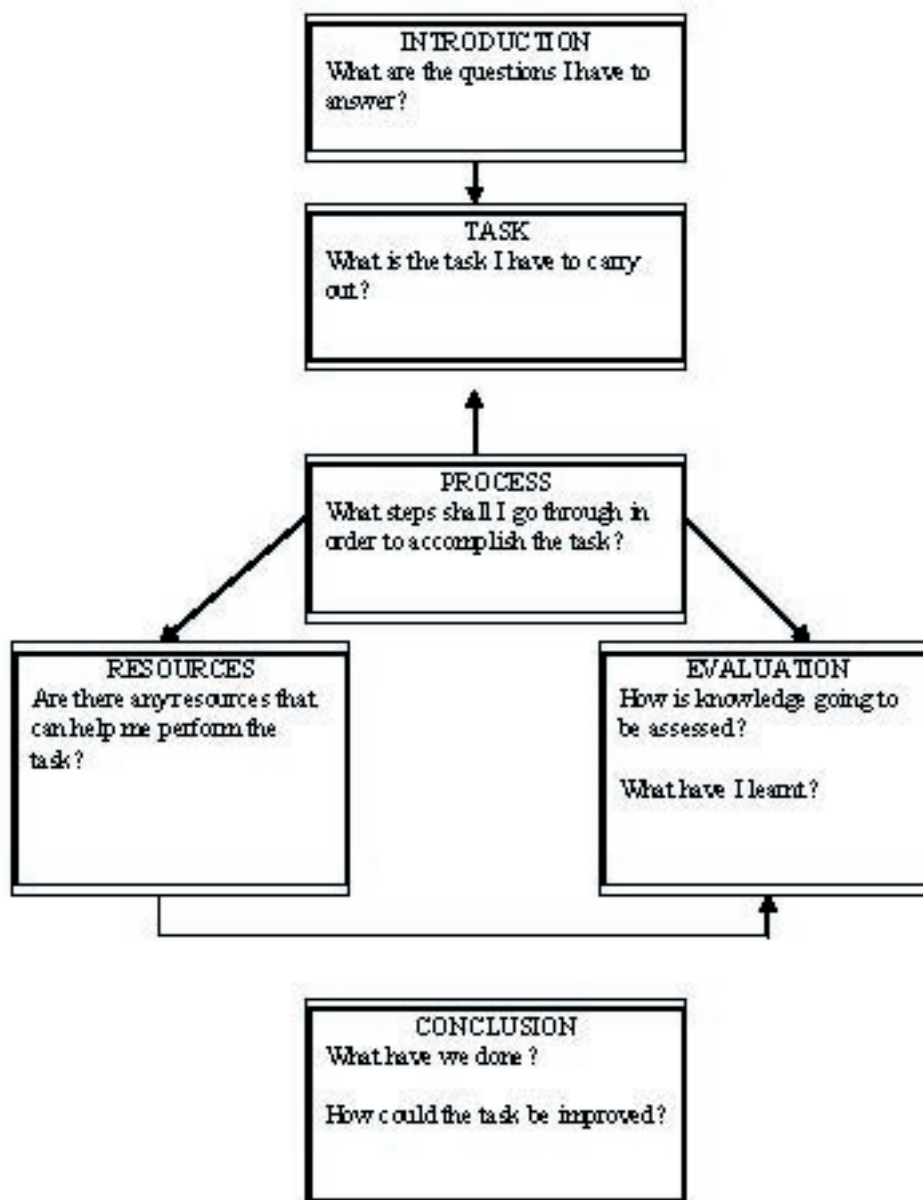 INTRODUCTION
What are the questions I have to
answer?
TASK
What is the task I have to carry
out?
PROCESS
What steps shall I go through in
order to accomplish the task?
RESOURCES
Are there any resources that
can help me perform the
task?
EVALUATION
How is knowledge going to
be assessed?
What have I learnt?
CONCLUSION
What have we done?
How could the task be improved?